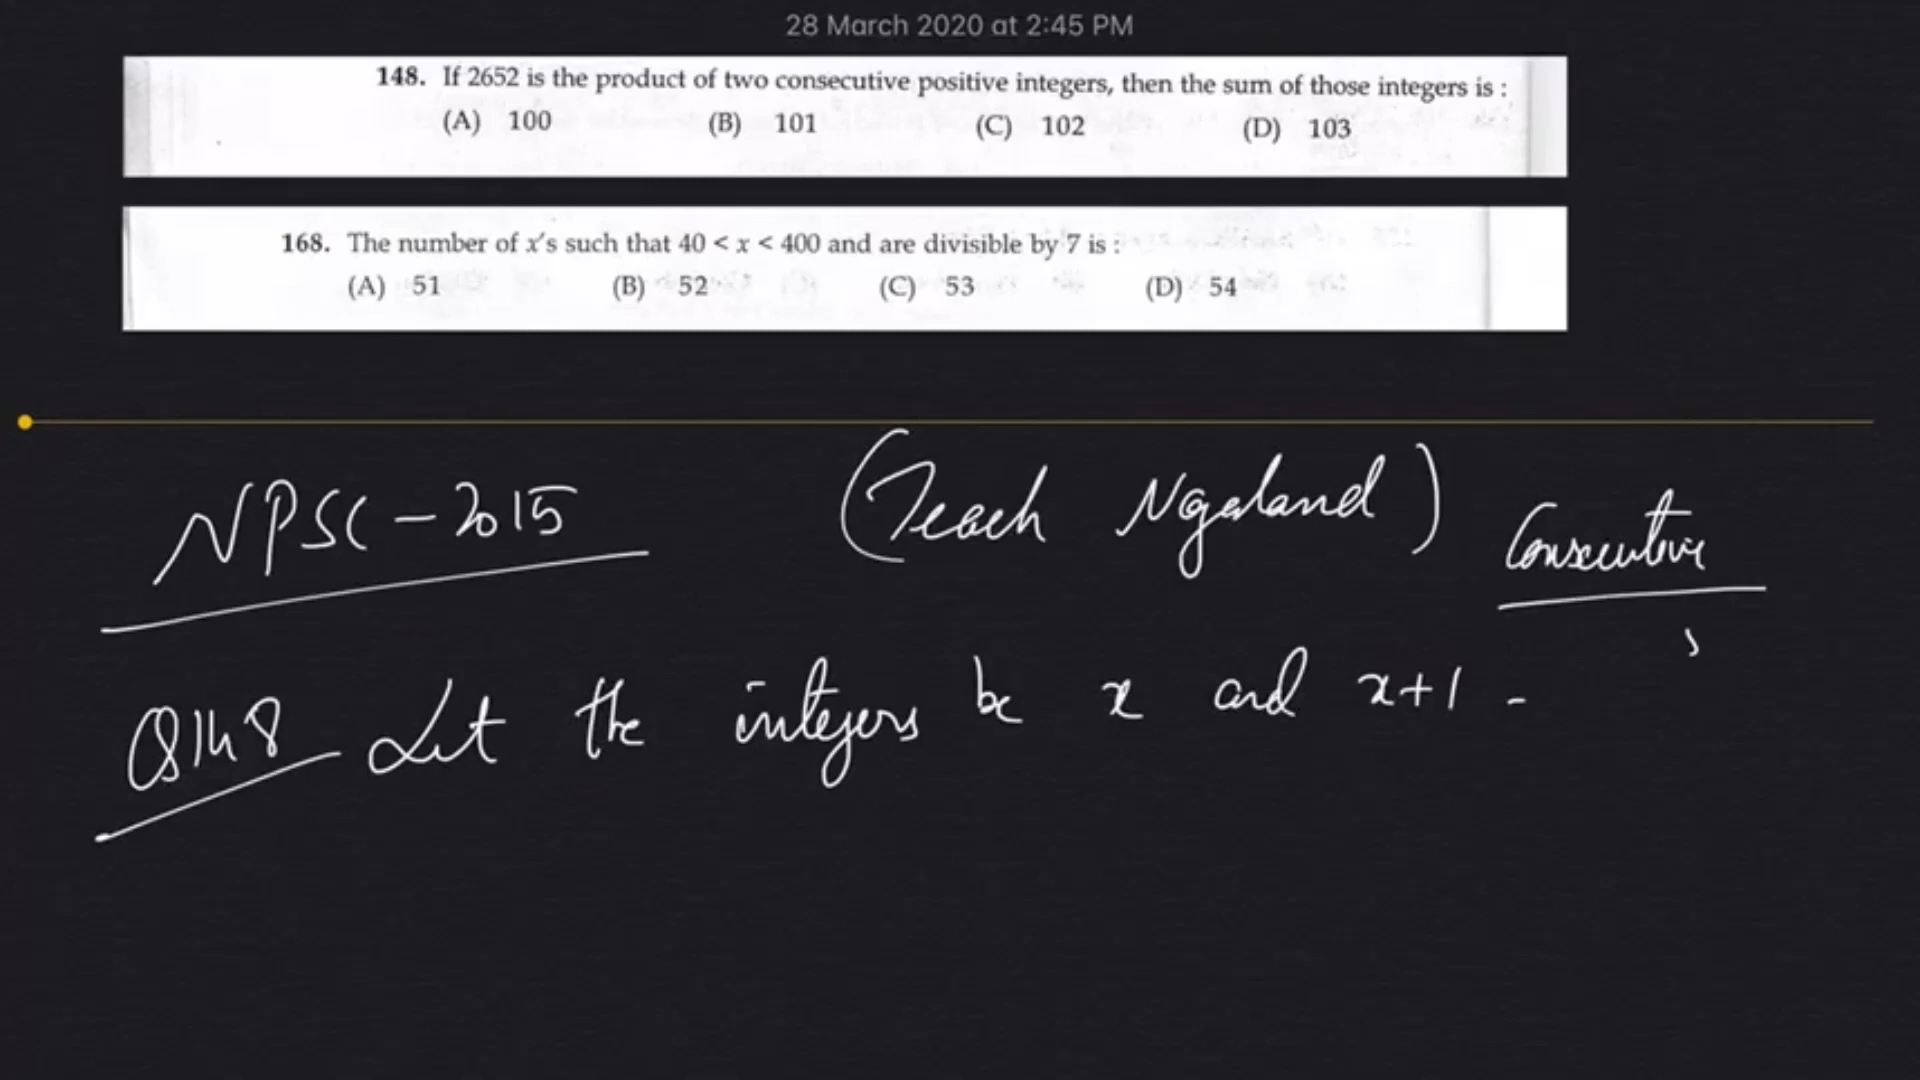 28 March 2020 at 2:45 PM
148. If 2652 is the product of two consecutive positive integers, then the sum of those integers is :
(A) 100 (B) 101 (C) 102 (D) 103
168. The number of x's such that 40 < x < 400 and are divisible by 7 is :
(A) 51 (B) 52 (C) 53 (D) 54
NPSC - 2015 (Teach Ngaland) Consecutive
Q148 Let the integers be x and x+1 -